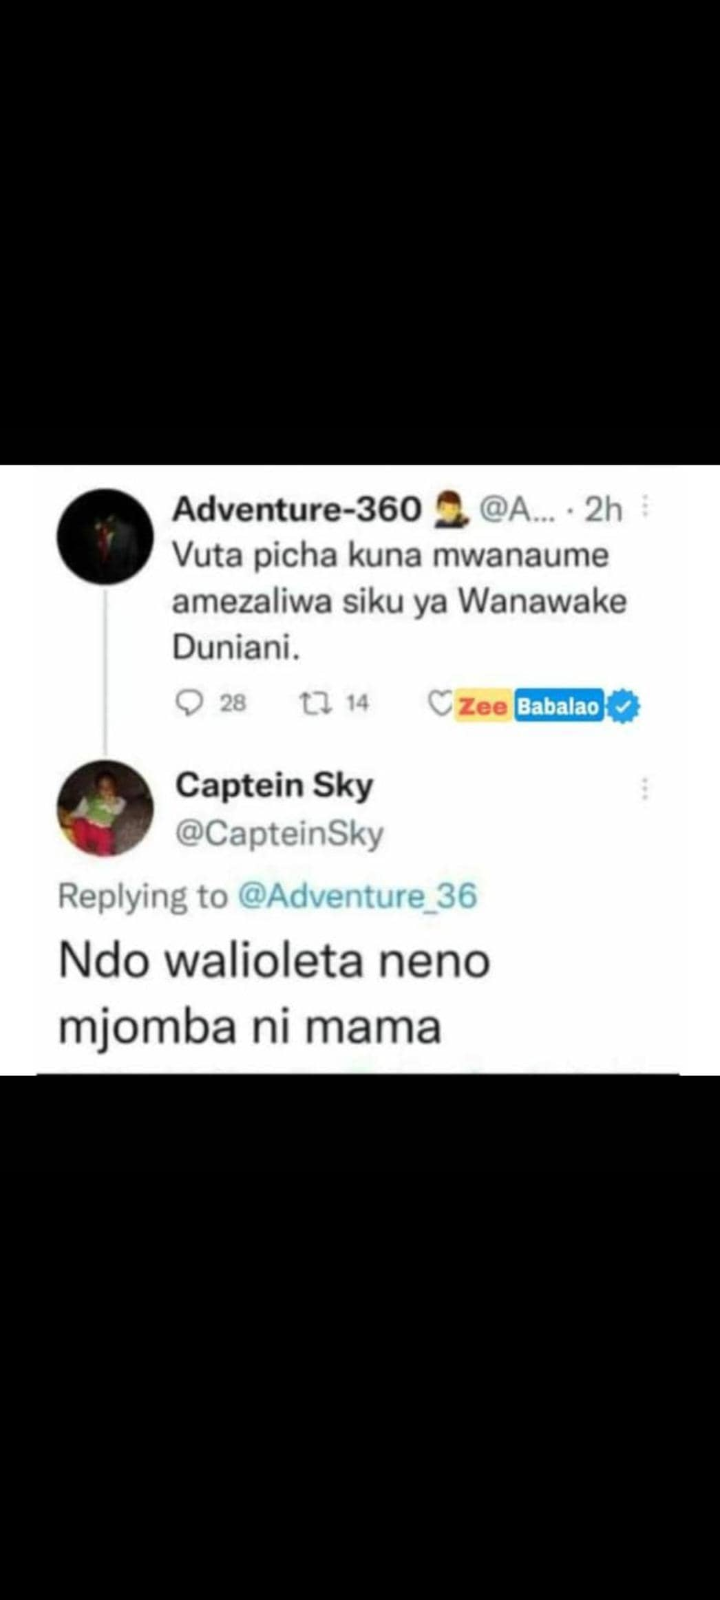 Adventure-360 @A... · 2h
Vuta picha kuna mwanaume
amezaliwa siku ya Wanawake
Duniani.
28 14 Zee Babalao
Captein Sky
@CapteinSky
Replying to @Adventure_36
Ndo walioleta neno
mjomba ni mama